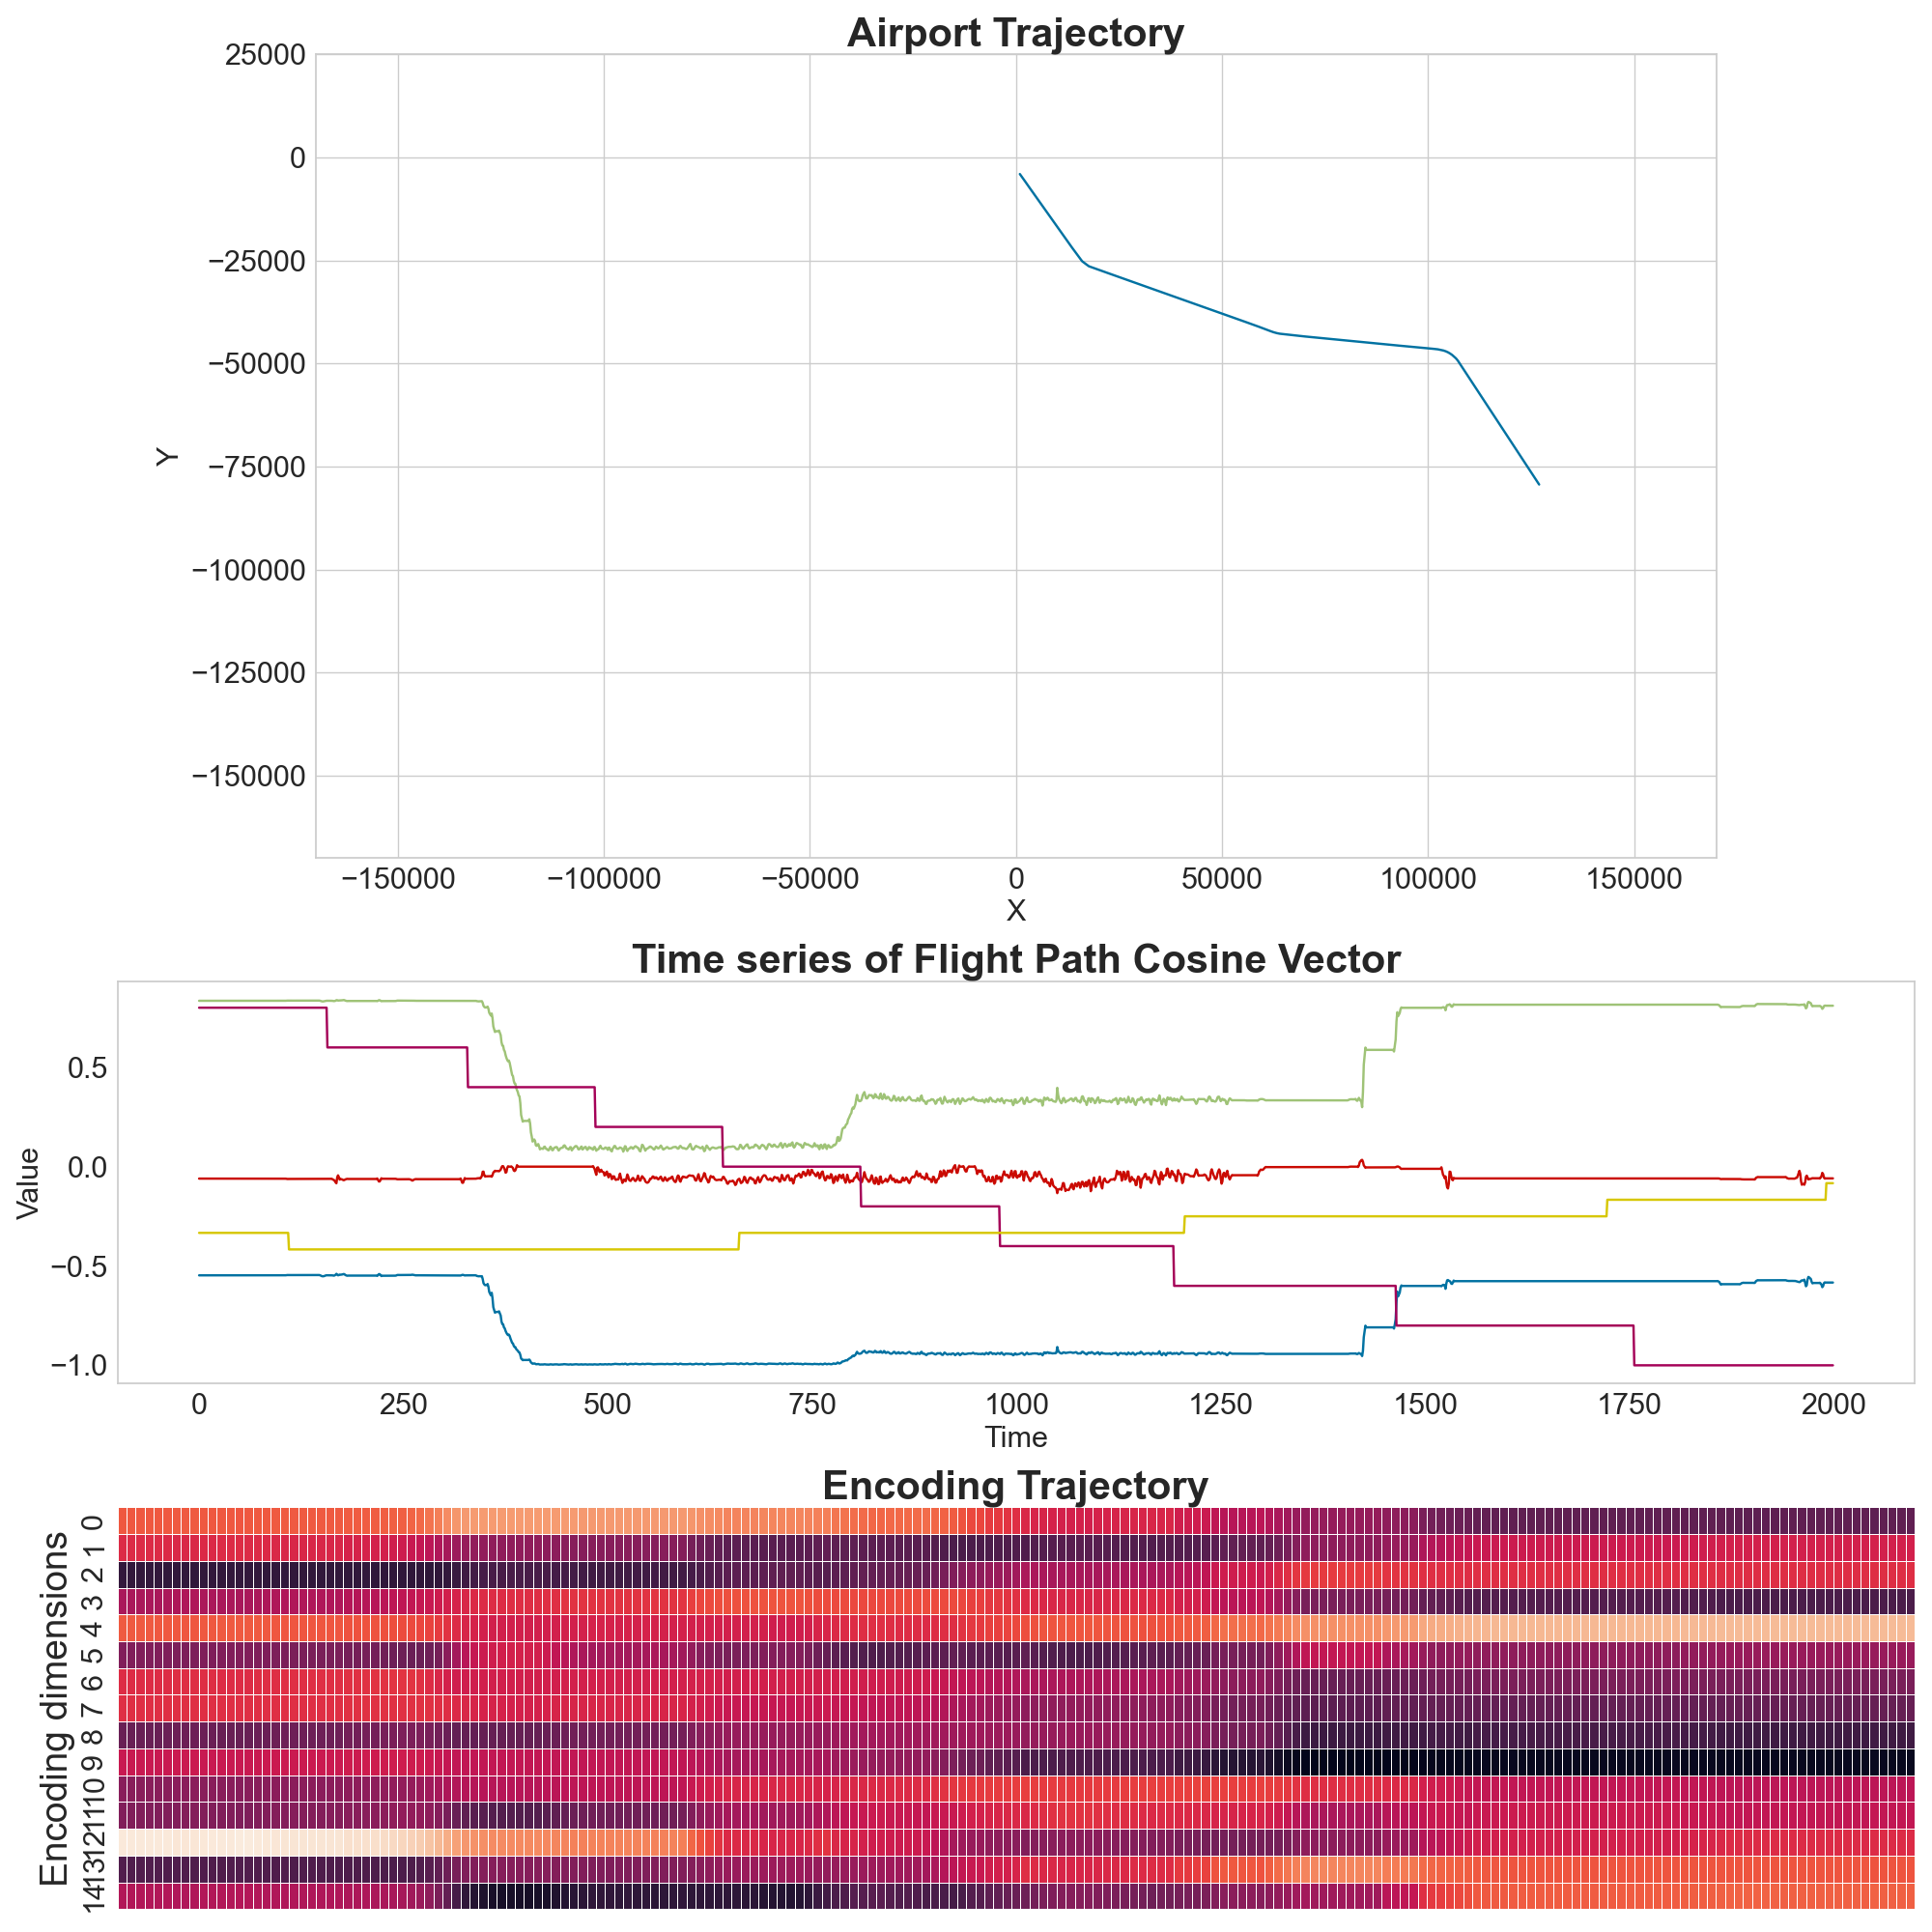 Airport Trajectory
25000
0
−25000
−50000
−75000
−100000
−125000
−150000
Y
−150000 −100000 −50000 0 50000 100000 150000
X
Time series of Flight Path Cosine Vector
0.5
0.0
−0.5
−1.0
Value
0 250 500 750 1000 1250 1500 1750 2000
Time
Encoding Trajectory
Encoding dimensions
0
1
2
3
4
5
6
7
8
9
10
11
12
13
14